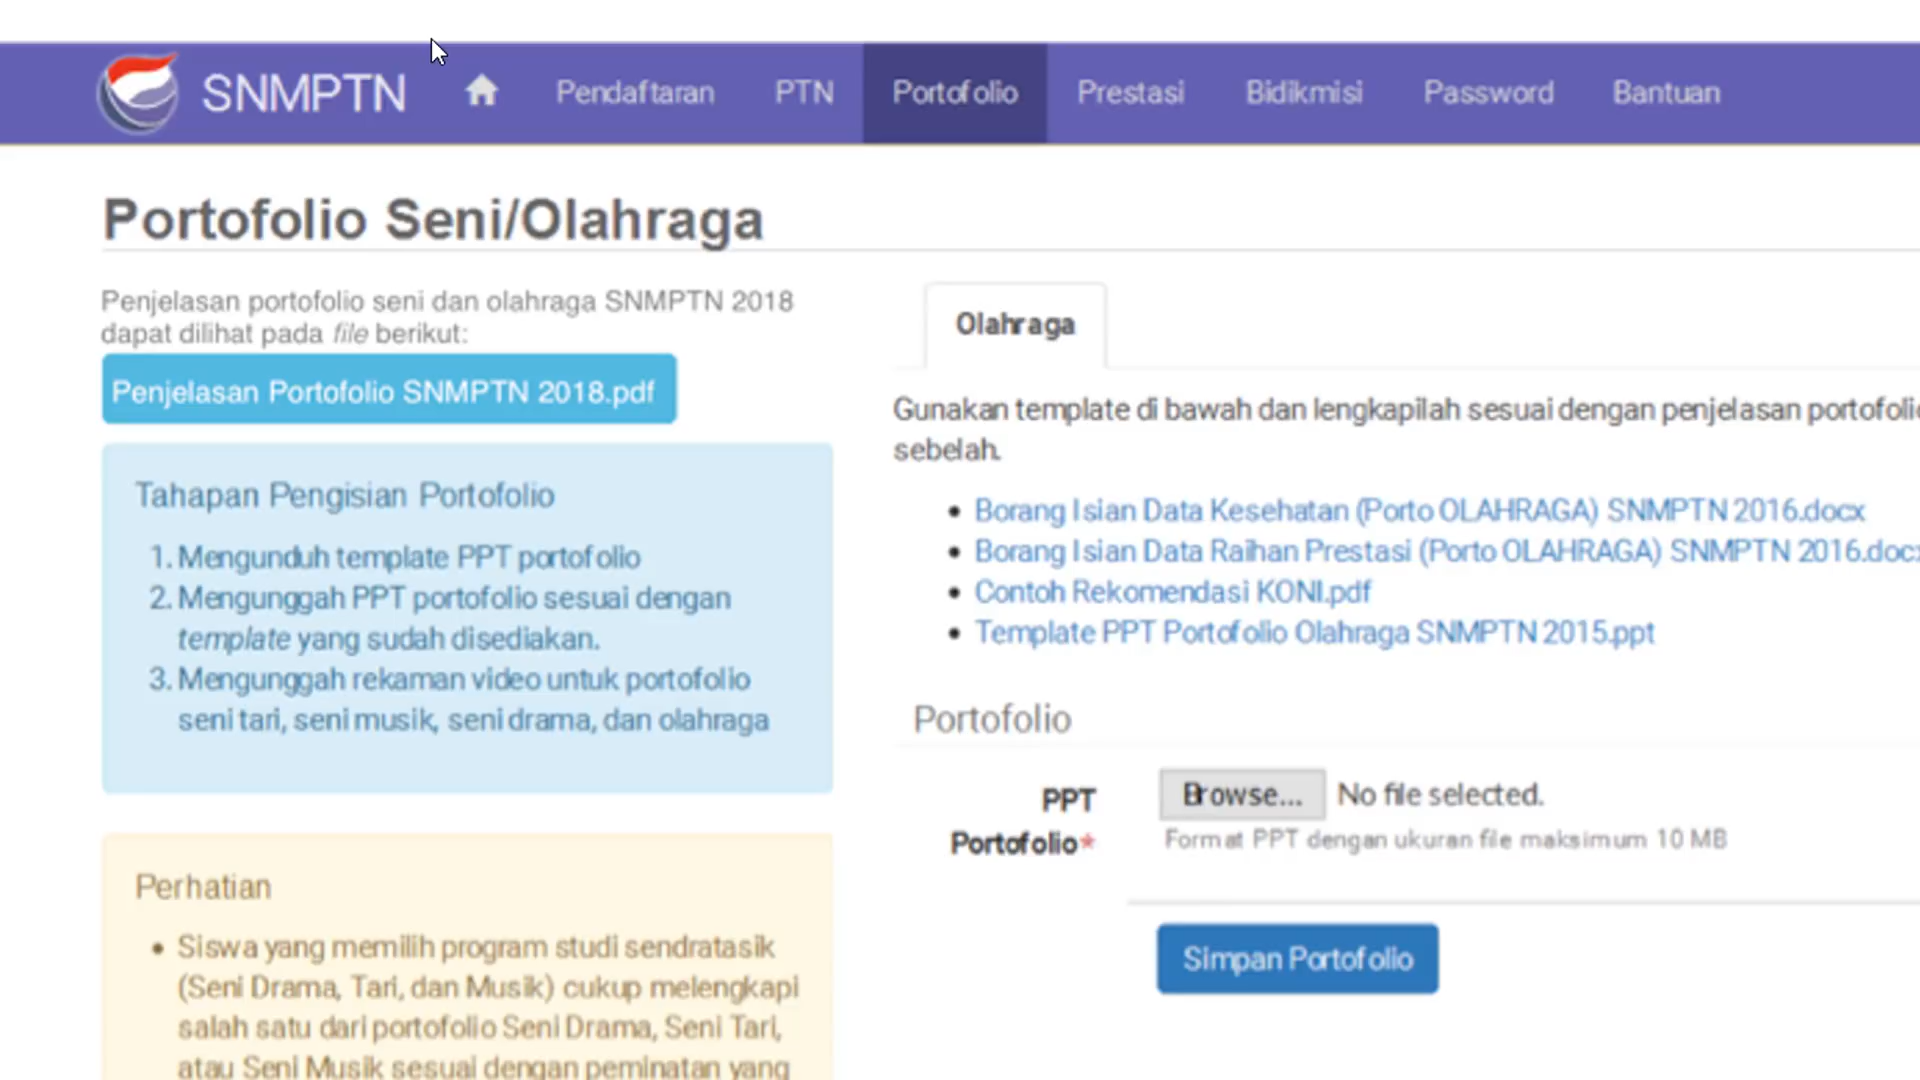 SNMPTN Pendaftaran PTN Portofolio Prestasi Bidikmisi Password Bantuan
Portofolio Seni/Olahraga
Penjelasan portofolio seni dan olahraga SNMPTN 2018
dapat dilihat pada file berikut:
Penjelasan Portofolio SNMPTN 2018.pdf
Tahapan Pengisian Portofolio
1. Mengunduh template PPT portofolio
2. Mengunggah PPT portofolio sesuai dengan
template yang sudah disediakan.
3. Mengunggah rekaman video untuk portofolio
seni tari, seni musik, seni drama, dan olahraga
Perhatian
• Siswa yang memilih program studi sendratasik
(Seni Drama, Tari, dan Musik) cukup melengkapi
salah satu dari portofolio Seni Drama, Seni Tari,
atau Seni Musik sesuai dengan peminatan yang
Olahraga
Gunakan template di bawah dan lengkapilah sesuai dengan penjelasan portofolio
sebelah.
• Borang Isian Data Kesehatan (Porto OLAHRAGA) SNMPTN 2016.docx
• Borang Isian Data Raihan Prestasi (Porto OLAHRAGA) SNMPTN 2016.docx
• Contoh Rekomendasi KONI.pdf
• Template PPT Portofolio Olahraga SNMPTN 2015.ppt
Portofolio
PPT
Portofolio*
Browse... No file selected.
Format PPT dengan ukuran file maksimum 10 MB
Simpan Portofolio